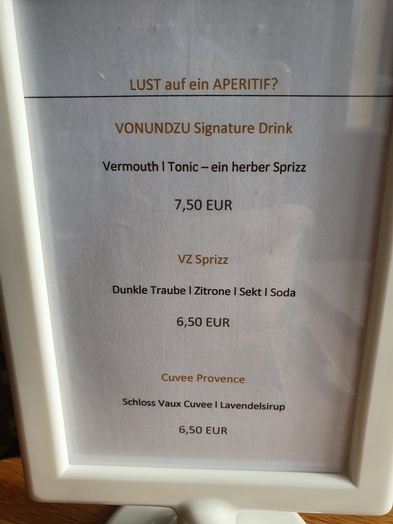 LUST auf ein APERITIF?
VONUNDZU Signature Drink
Vermouth l Tonic – ein herber Sprizz
7,50 EUR
VZ Sprizz
Dunkle Traube l Zitrone l Sekt l Soda
6,50 EUR
Cuvee Provence
Schloss Vaux Cuvee l Lavendelsirup
6,50 EUR